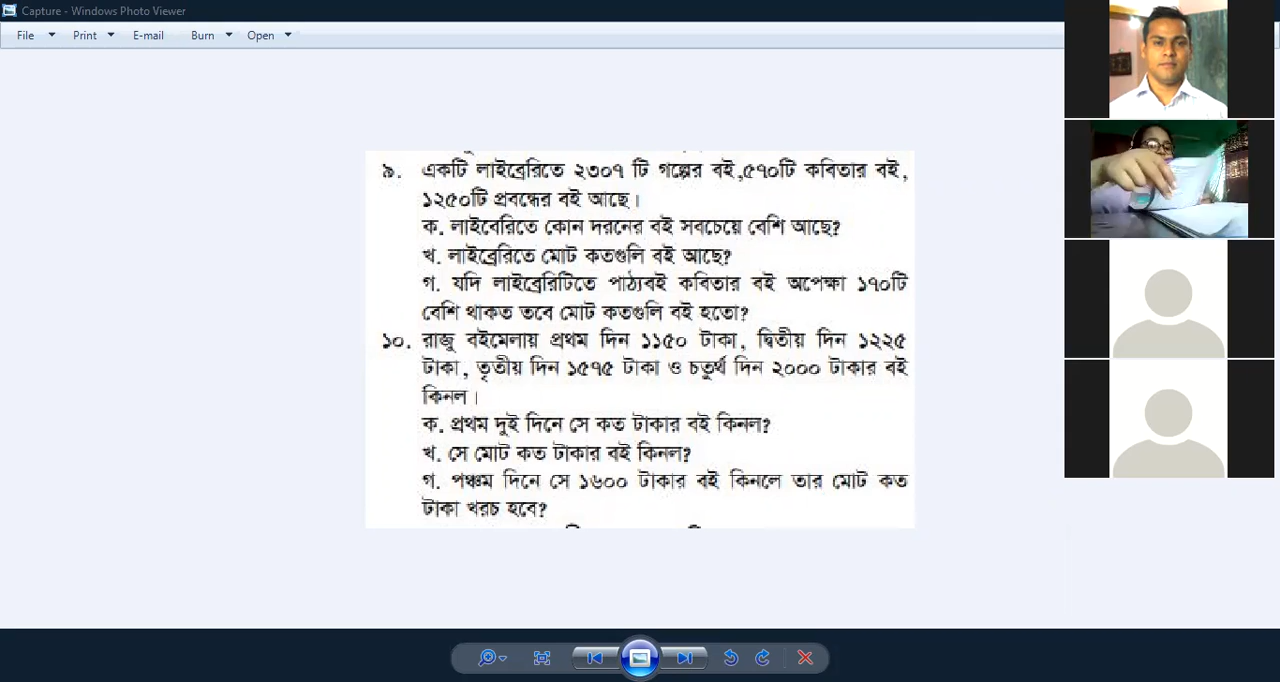 Capture - Windows Photo Viewer
File Print E-mail Burn Open
৯. একটি লাইব্রেরিতে ২৩০৭ টি গল্পের বই,৫৭০টি কবিতার বই,
১২৫০টি প্রবন্ধের বই আছে।
ক. লাইবেরিতে কোন দরনের বই সবচেয়ে বেশি আছে?
খ. লাইব্রেরিতে মোট কতগুলি বই আছে?
গ. যদি লাইব্রেরিটিতে পাঠ্যবই কবিতার বই অপেক্ষা ১৭০টি
বেশি থাকত তবে মোট কতগুলি বই হতো?
১০. রাজু বইমেলায় প্রথম দিন ১১৫০ টাকা, দ্বিতীয় দিন ১২২৫
টাকা, তৃতীয় দিন ১৫৭৫ টাকা ও চতুর্থ দিন ২০০০ টাকার বই
কিনল।
ক. প্রথম দুই দিনে সে কত টাকার বই কিনল?
খ. সে মোট কত টাকার বই কিনল?
গ. পঞ্চম দিনে সে ১৬০০ টাকার বই কিনলে তার মোট কত
টাকা খরচ হবে?